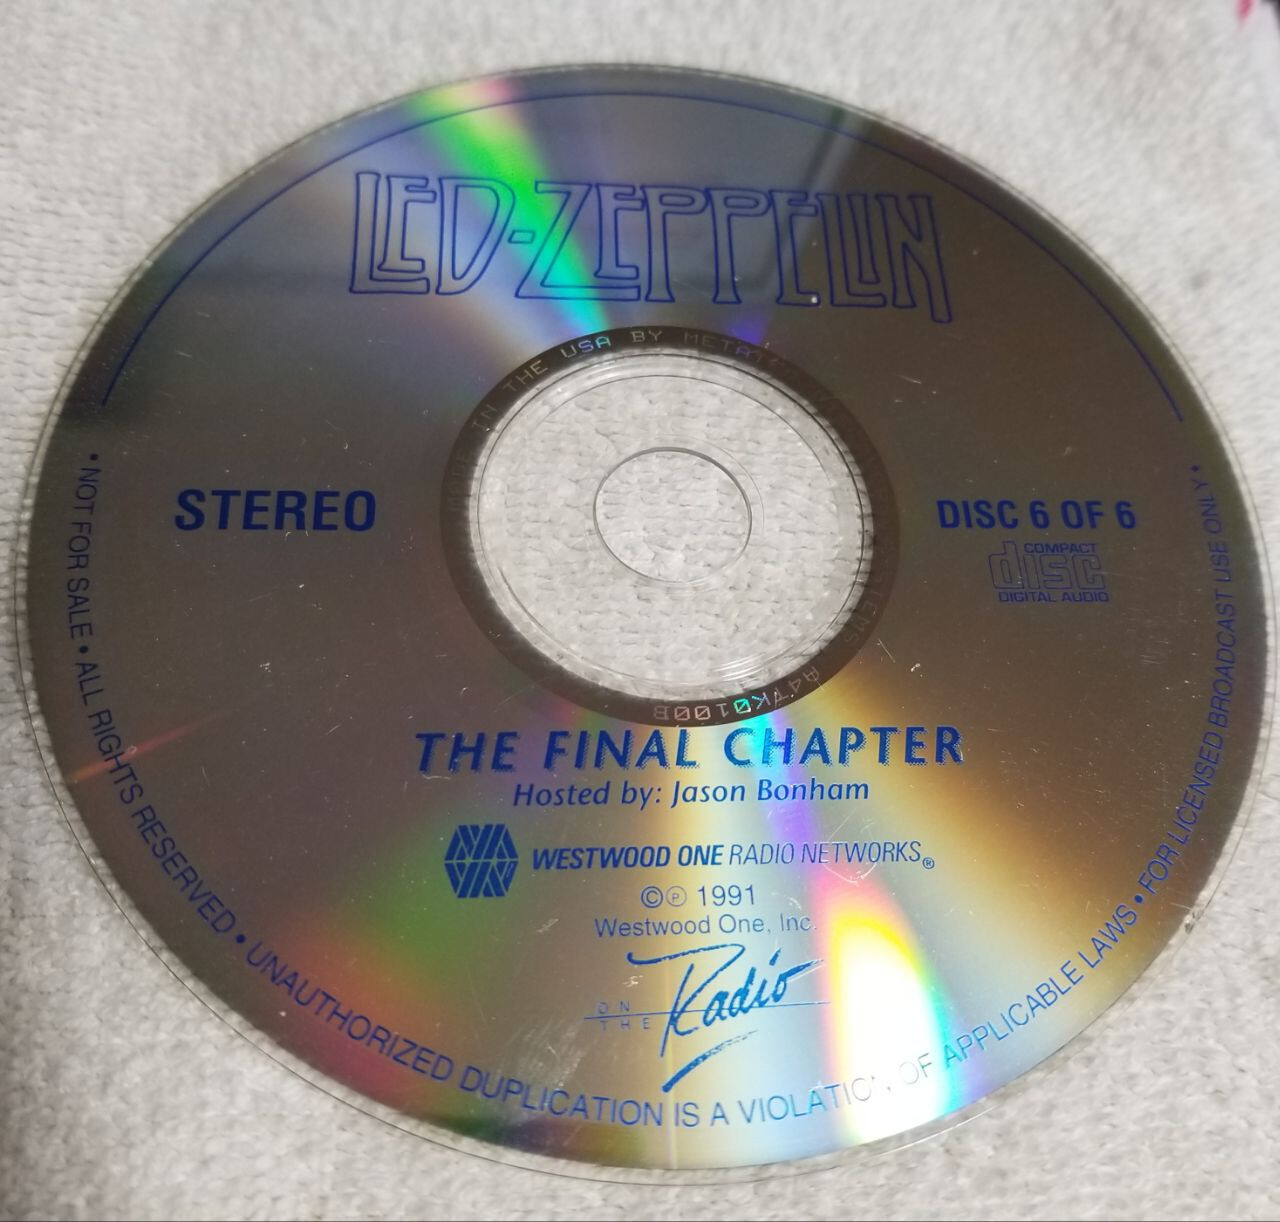 LED-ZEPPELIN
IN THE USA BY
A4TK0100B
STEREO
DISC 6 OF 6
COMPACT
disc
DIGITAL AUDIO
THE FINAL CHAPTER
Hosted by: Jason Bonham
WESTWOOD ONE RADIO NETWORKS®
©℗ 1991
Westwood One, Inc.
ON THE Radio
• NOT FOR SALE • ALL RIGHTS RESERVED • UNAUTHORIZED DUPLICATION IS A VIOLATION OF APPLICABLE LAWS • FOR LICENSED BROADCAST USE ONLY •